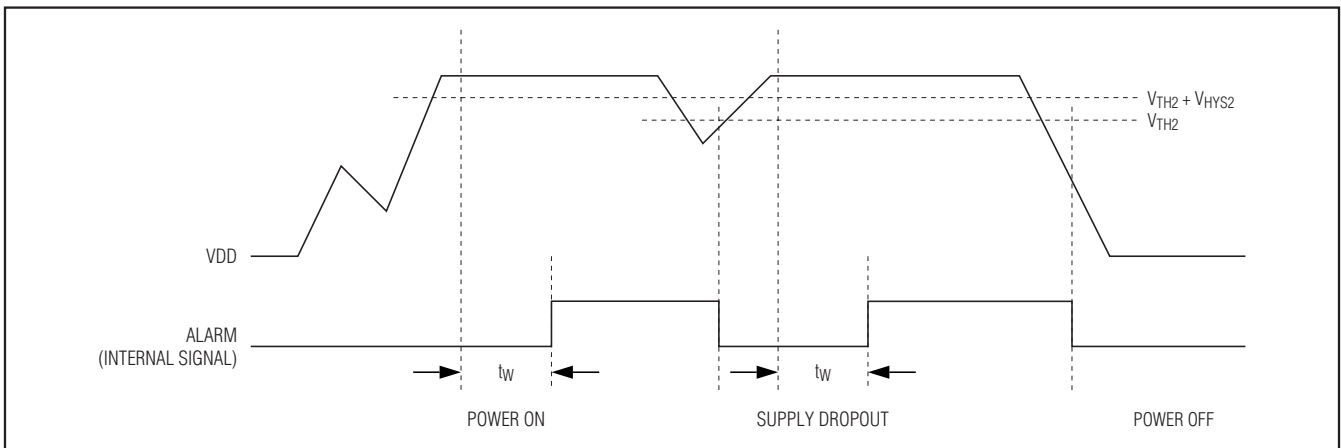 VTH2 + VHYS2
VTH2
VDD
ALARM
(INTERNAL SIGNAL)
tW
tW
POWER ON
SUPPLY DROPOUT
POWER OFF